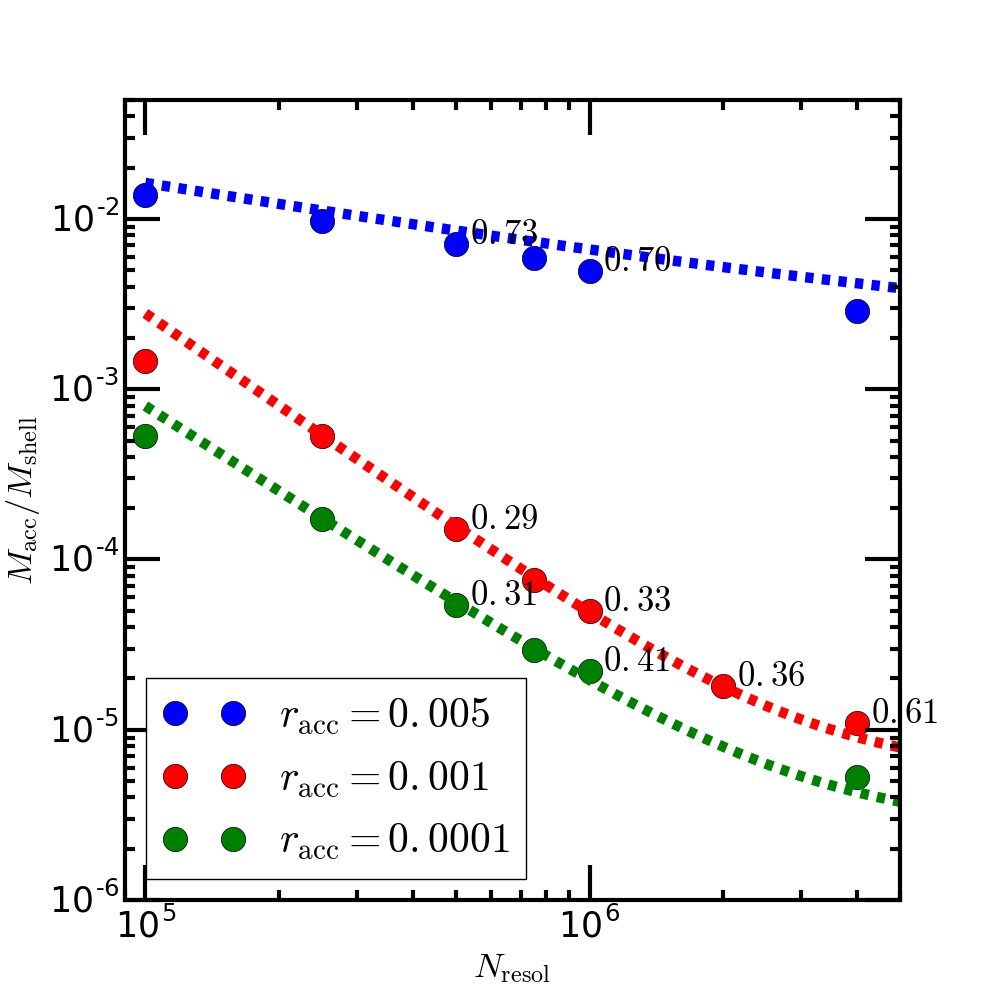 10^-2
10^-3
10^-4
10^-5
10^-6
M_acc/M_shell
0.73
0.70
0.29
0.31
0.33
0.41
0.36
0.61
r_acc = 0.005
r_acc = 0.001
r_acc = 0.0001
10^5 10^6
N_resol